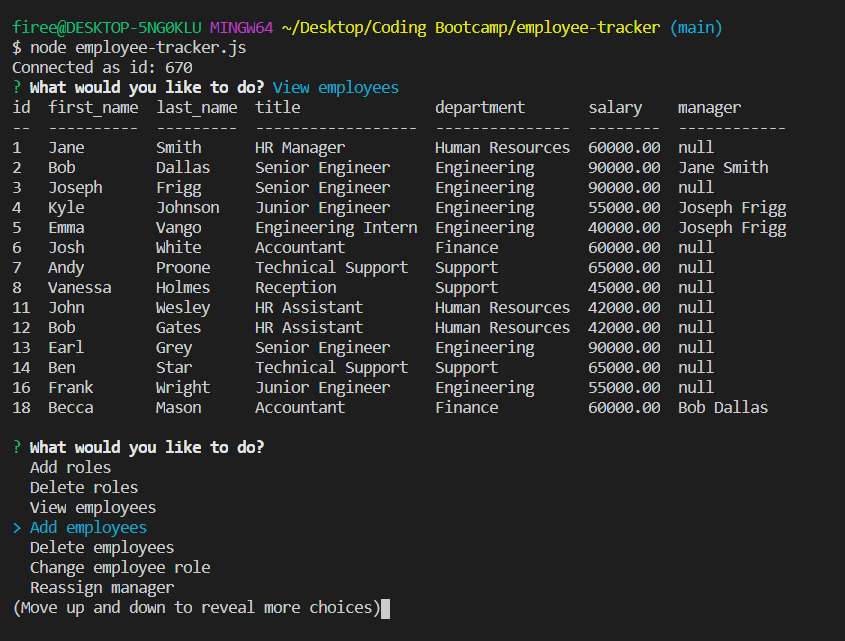 firee@DESKTOP-5NG0KLU MINGW64 ~/Desktop/Coding Bootcamp/employee-tracker (main)
$ node employee-tracker.js
Connected as id: 670
? What would you like to do? View employees
id  first_name  last_name  title               department       salary    manager
--  ----------  ---------  ------------------  ---------------  --------  ------------
1   Jane        Smith      HR Manager          Human Resources  60000.00  null
2   Bob         Dallas     Senior Engineer     Engineering      90000.00  Jane Smith
3   Joseph      Frigg      Senior Engineer     Engineering      90000.00  null
4   Kyle        Johnson    Junior Engineer     Engineering      55000.00  Joseph Frigg
5   Emma        Vango      Engineering Intern  Engineering      40000.00  Joseph Frigg
6   Josh        White      Accountant          Finance          60000.00  null
7   Andy        Proone     Technical Support   Support          65000.00  null
8   Vanessa     Holmes     Reception           Support          45000.00  null
11  John        Wesley     HR Assistant        Human Resources  42000.00  null
12  Bob         Gates      HR Assistant        Human Resources  42000.00  null
13  Earl        Grey       Senior Engineer     Engineering      90000.00  null
14  Ben         Star       Technical Support   Support          65000.00  null
16  Frank       Wright     Junior Engineer     Engineering      55000.00  null
18  Becca       Mason      Accountant          Finance          60000.00  Bob Dallas
? What would you like to do?
  Add roles
  Delete roles
  View employees
> Add employees
  Delete employees
  Change employee role
  Reassign manager
(Move up and down to reveal more choices)